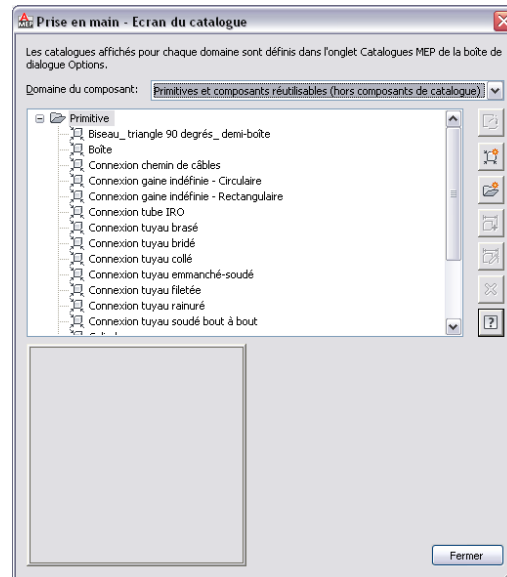 MEP
Prise en main - Ecran du catalogue
Les catalogues affichés pour chaque domaine sont définis dans l'onglet Catalogues MEP de la boîte de
dialogue Options.
Domaine du composant: Primitives et composants réutilisables (hors composants de catalogue)
Primitive
Biseau_ triangle 90 degrés_ demi-boîte
Boîte
Connexion chemin de câbles
Connexion gaine indéfinie - Circulaire
Connexion gaine indéfinie - Rectangulaire
Connexion tube IRO
Connexion tuyau brasé
Connexion tuyau bridé
Connexion tuyau collé
Connexion tuyau emmanché-soudé
Connexion tuyau filetée
Connexion tuyau rainuré
Connexion tuyau soudé bout à bout
Fermer